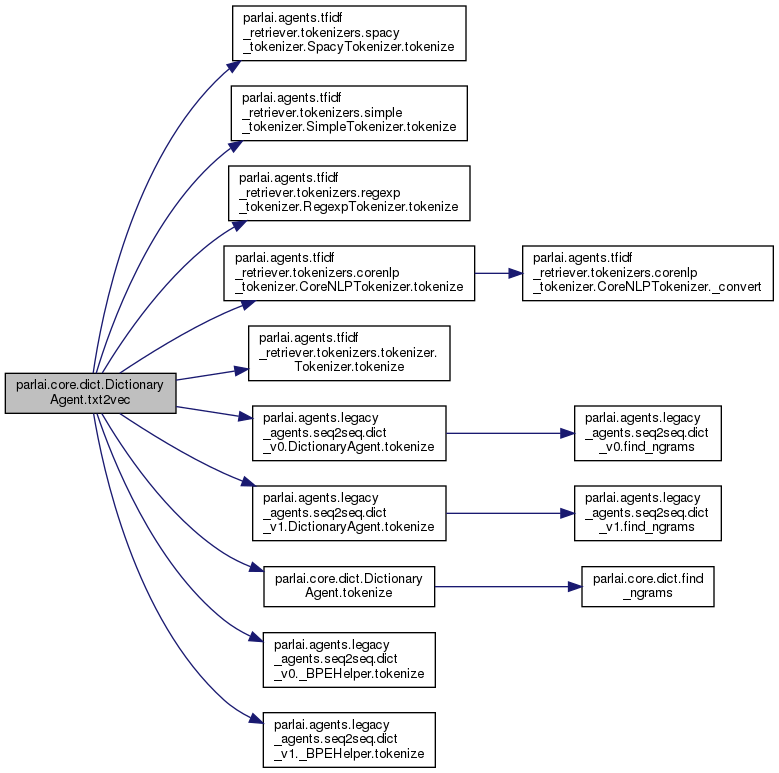 parlai.agents.tfidf
_retriever.tokenizers.spacy
_tokenizer.SpacyTokenizer.tokenize
parlai.agents.tfidf
_retriever.tokenizers.simple
_tokenizer.SimpleTokenizer.tokenize
parlai.agents.tfidf
_retriever.tokenizers.regexp
_tokenizer.RegexpTokenizer.tokenize
parlai.agents.tfidf
_retriever.tokenizers.corenlp
_tokenizer.CoreNLPTokenizer.tokenize
parlai.agents.tfidf
_retriever.tokenizers.corenlp
_tokenizer.CoreNLPTokenizer._convert
parlai.agents.tfidf
_retriever.tokenizers.tokenizer.
Tokenizer.tokenize
parlai.core.dict.Dictionary
Agent.txt2vec
parlai.agents.legacy
_agents.seq2seq.dict
_v0.DictionaryAgent.tokenize
parlai.agents.legacy
_agents.seq2seq.dict
_v0.find_ngrams
parlai.agents.legacy
_agents.seq2seq.dict
_v1.DictionaryAgent.tokenize
parlai.agents.legacy
_agents.seq2seq.dict
_v1.find_ngrams
parlai.core.dict.Dictionary
Agent.tokenize
parlai.core.dict.find
_ngrams
parlai.agents.legacy
_agents.seq2seq.dict
_v0._BPEHelper.tokenize
parlai.agents.legacy
_agents.seq2seq.dict
_v1._BPEHelper.tokenize